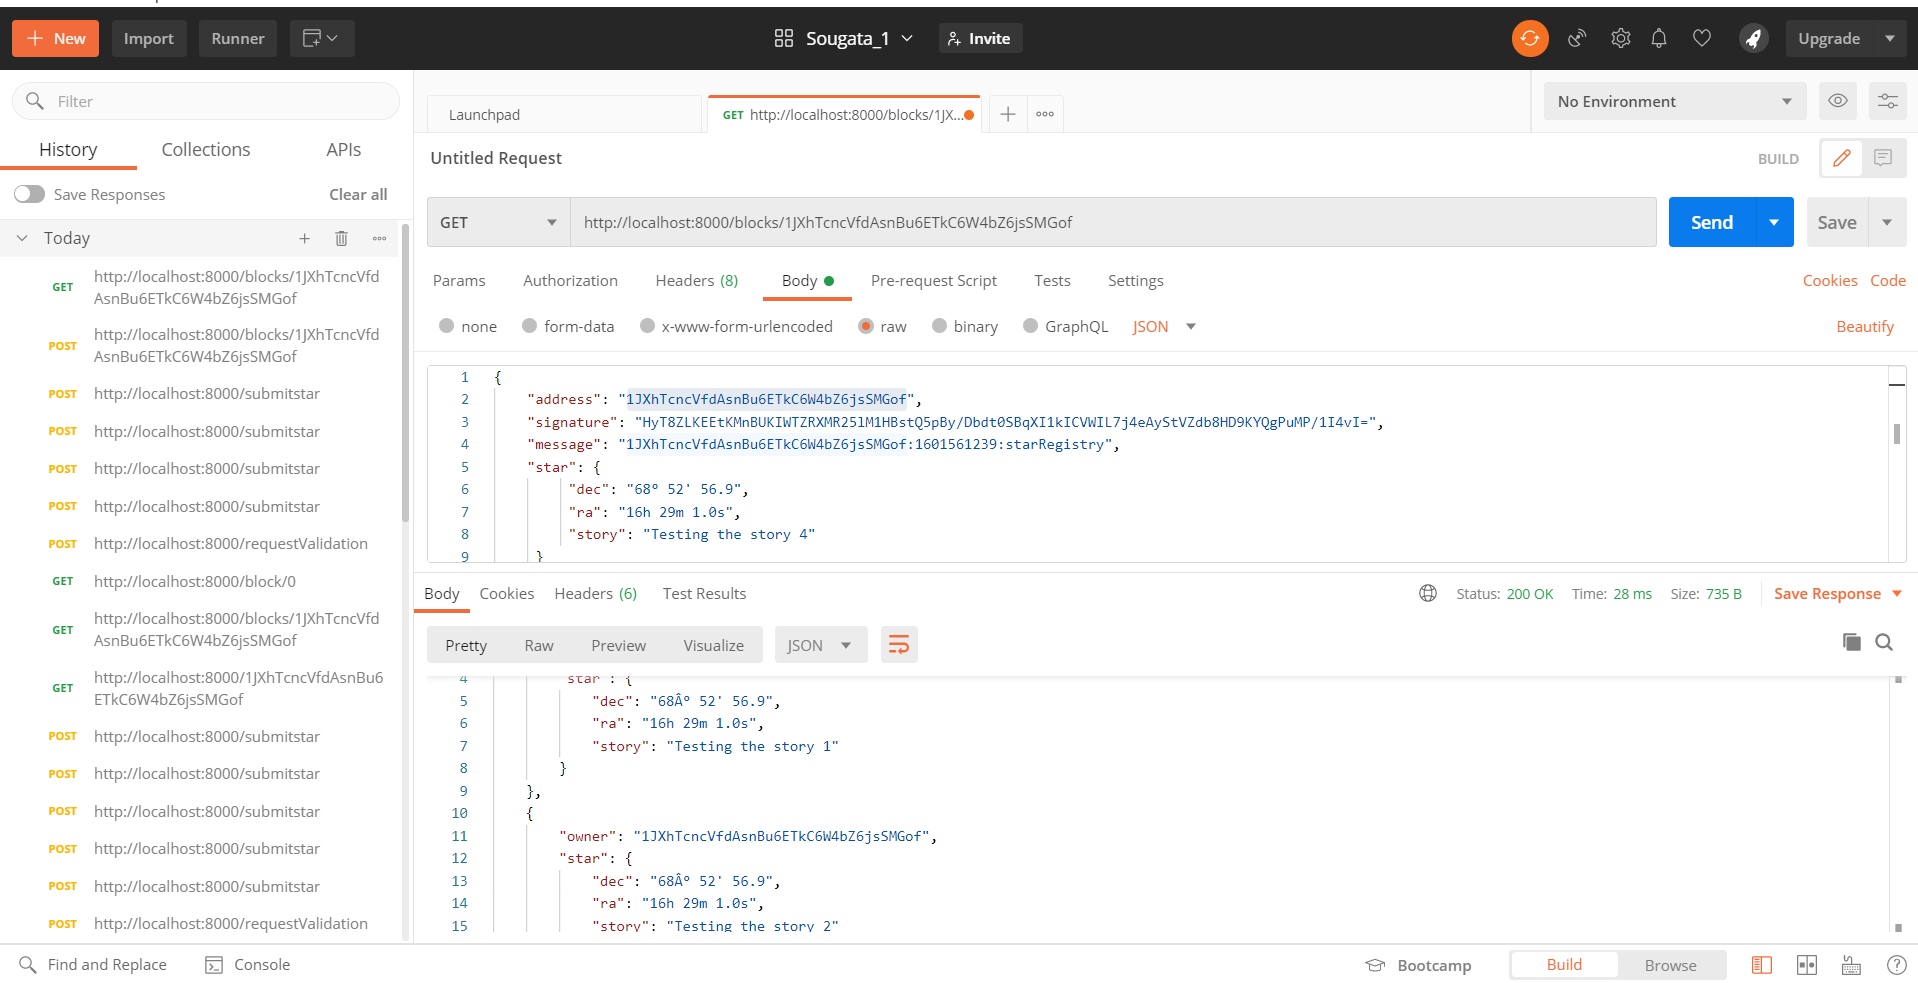 New Import Runner Sougata_1 Invite Upgrade
Filter
History Collections APIs
Save Responses Clear all
Today
GET http://localhost:8000/blocks/1JXhTcncVfd
AsnBu6ETkC6W4bZ6jsSMGof
POST http://localhost:8000/blocks/1JXhTcncVfd
AsnBu6ETkC6W4bZ6jsSMGof
POST http://localhost:8000/submitstar
POST http://localhost:8000/submitstar
POST http://localhost:8000/submitstar
POST http://localhost:8000/submitstar
POST http://localhost:8000/requestValidation
GET http://localhost:8000/block/0
GET http://localhost:8000/blocks/1JXhTcncVfd
AsnBu6ETkC6W4bZ6jsSMGof
GET http://localhost:8000/1JXhTcncVfdAsnBu6
ETkC6W4bZ6jsSMGof
POST http://localhost:8000/submitstar
POST http://localhost:8000/submitstar
POST http://localhost:8000/submitstar
POST http://localhost:8000/submitstar
POST http://localhost:8000/submitstar
POST http://localhost:8000/requestValidation
Launchpad GET http://localhost:8000/blocks/1JX... No Environment
Untitled Request BUILD
GET http://localhost:8000/blocks/1JXhTcncVfdAsnBu6ETkC6W4bZ6jsSMGof Send Save
Params Authorization Headers (8) Body Pre-request Script Tests Settings Cookies Code
none form-data x-www-form-urlencoded raw binary GraphQL JSON Beautify
1 {
2 "address": "1JXhTcncVfdAsnBu6ETkC6W4bZ6jsSMGof",
3 "signature": "HyT8ZLKEEtKMnBUKIWTZRXMR25lM1HBstQ5pBy/Dbdt0SBqXI1kICVWIL7j4eAyStVZdb8HD9KYQgPuMP/1I4vI=",
4 "message": "1JXhTcncVfdAsnBu6ETkC6W4bZ6jsSMGof:1601561239:starRegistry",
5 "star": {
6 "dec": "68° 52' 56.9",
7 "ra": "16h 29m 1.0s",
8 "story": "Testing the story 4"
9 }
Body Cookies Headers (6) Test Results Status: 200 OK Time: 28 ms Size: 735 B Save Response
Pretty Raw Preview Visualize JSON
4 "star": {
5 "dec": "68Â° 52' 56.9",
6 "ra": "16h 29m 1.0s",
7 "story": "Testing the story 1"
8 }
9 },
10 {
11 "owner": "1JXhTcncVfdAsnBu6ETkC6W4bZ6jsSMGof",
12 "star": {
13 "dec": "68Â° 52' 56.9",
14 "ra": "16h 29m 1.0s",
15 "story": "Testing the story 2"
Find and Replace Console Bootcamp Build Browse